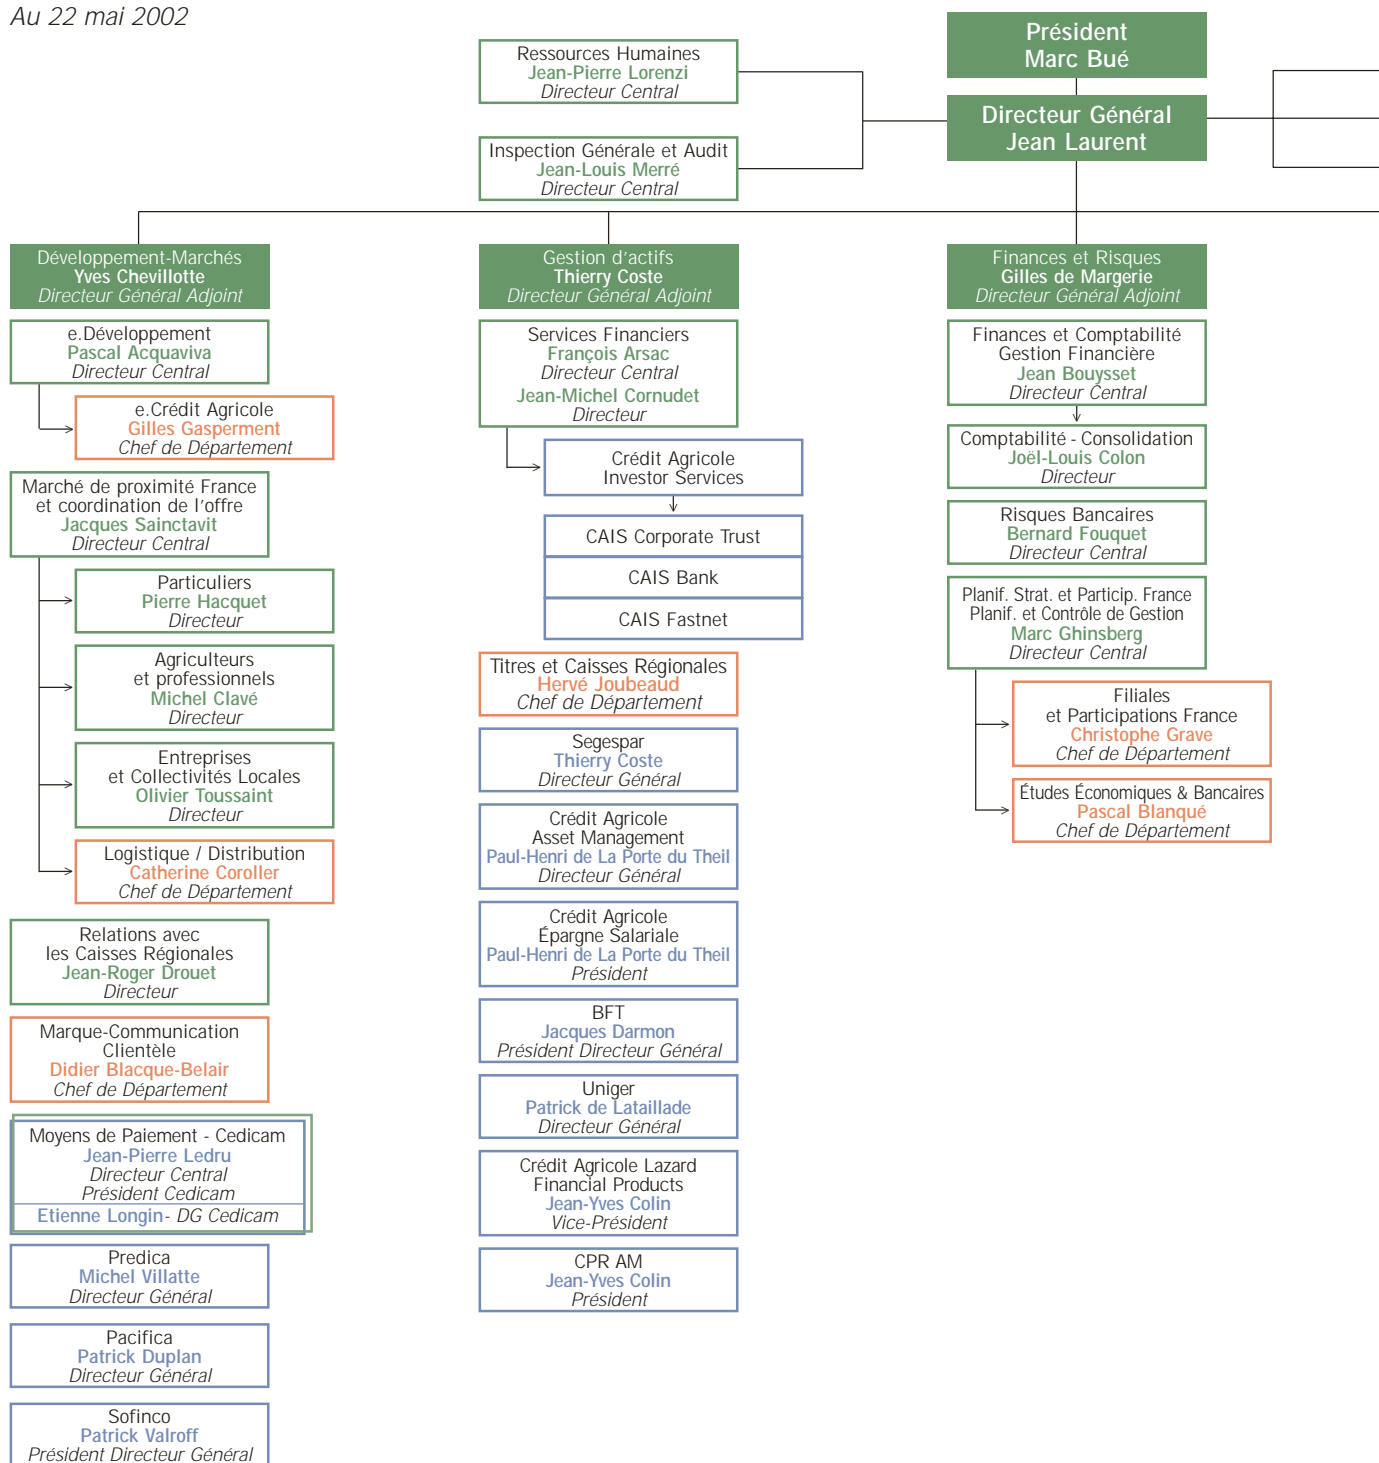 Au 22 mai 2002
Président
Marc Bué
Directeur Général
Jean Laurent
Ressources Humaines
Jean-Pierre Lorenzi
Directeur Central
Inspection Générale et Audit
Jean-Louis Merré
Directeur Central
Développement-Marchés
Yves Chevillotte
Directeur Général Adjoint
e.Développement
Pascal Acquaviva
Directeur Central
e.Crédit Agricole
Gilles Gasperment
Chef de Département
Marché de proximité France
et coordination de l'offre
Jacques Sainctavit
Directeur Central
Particuliers
Pierre Hacquet
Directeur
Agriculteurs
et professionnels
Michel Clavé
Directeur
Entreprises
et Collectivités Locales
Olivier Toussaint
Directeur
Logistique / Distribution
Catherine Coroller
Chef de Département
Relations avec
les Caisses Régionales
Jean-Roger Drouet
Directeur
Marque-Communication
Clientèle
Didier Blacque-Belair
Chef de Département
Moyens de Paiement - Cedicam
Jean-Pierre Ledru
Directeur Central
Président Cedicam
Etienne Longin- DG Cedicam
Predica
Michel Villatte
Directeur Général
Pacifica
Patrick Duplan
Directeur Général
Sofinco
Patrick Valroff
Président Directeur Général
Gestion d'actifs
Thierry Coste
Directeur Général Adjoint
Services Financiers
François Arsac
Directeur Central
Jean-Michel Cornudet
Directeur
Crédit Agricole
Investor Services
CAIS Corporate Trust
CAIS Bank
CAIS Fastnet
Titres et Caisses Régionales
Hervé Joubeaud
Chef de Département
Segespar
Thierry Coste
Directeur Général
Crédit Agricole
Asset Management
Paul-Henri de La Porte du Theil
Directeur Général
Crédit Agricole
Épargne Salariale
Paul-Henri de La Porte du Theil
Président
BFT
Jacques Darmon
Président Directeur Général
Uniger
Patrick de Lataillade
Directeur Général
Crédit Agricole Lazard
Financial Products
Jean-Yves Colin
Vice-Président
CPR AM
Jean-Yves Colin
Président
Finances et Risques
Gilles de Margerie
Directeur Général Adjoint
Finances et Comptabilité
Gestion Financière
Jean Bouysset
Directeur Central
Comptabilité - Consolidation
Joël-Louis Colon
Directeur
Risques Bancaires
Bernard Fouquet
Directeur Central
Planif. Strat. et Particip. France
Planif. et Contrôle de Gestion
Marc Ghinsberg
Directeur Central
Filiales
et Participations France
Christophe Grave
Chef de Département
Études Économiques & Bancaires
Pascal Blanqué
Chef de Département